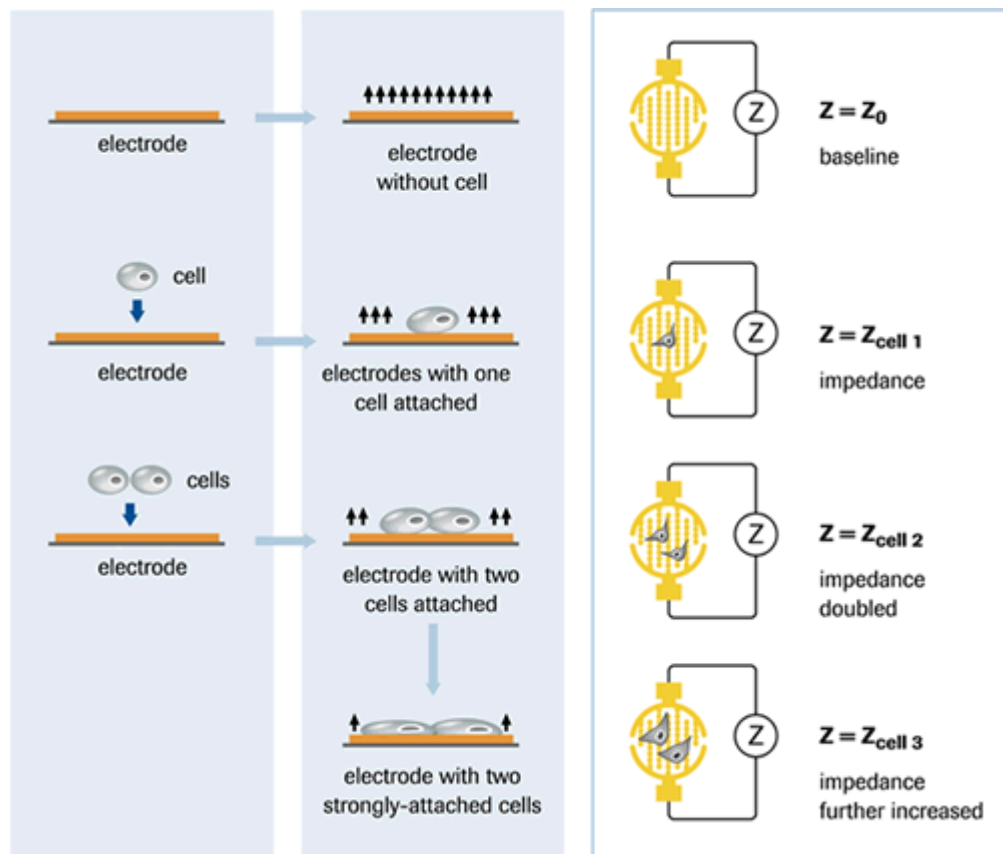 electrode
electrode
without cell
Z
Z = Z0
baseline
cell
electrode
electrodes with one
cell attached
Z
Z = Zcell 1
impedance
cells
electrode
electrode with two
cells attached
Z
Z = Zcell 2
impedance
doubled
electrode with two
strongly-attached cells
Z
Z = Zcell 3
impedance
further increased